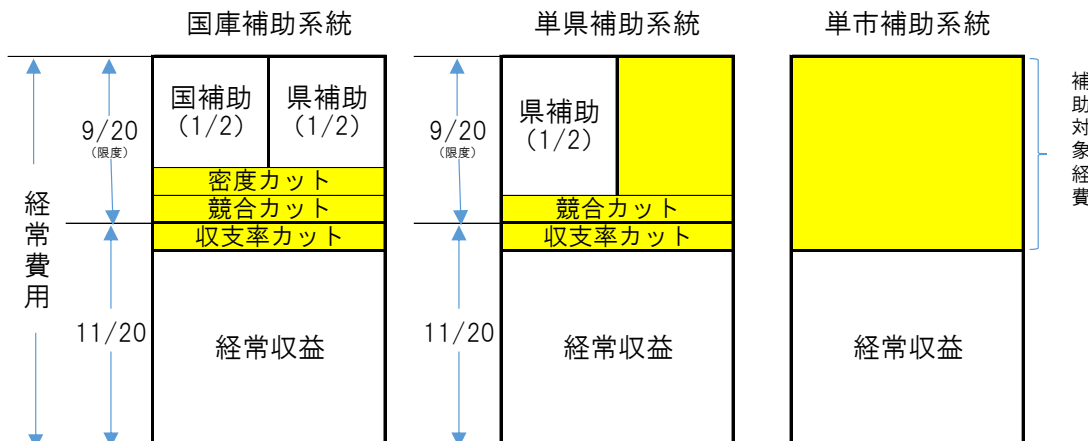 国庫補助系統
単県補助系統
単市補助系統
経常費用
9/20
(限度)
11/20
国補助
(1/2)
県補助
(1/2)
密度カット
競合カット
収支率カット
経常収益
9/20
(限度)
11/20
県補助
(1/2)
競合カット
収支率カット
経常収益
経常収益
補助対象経費